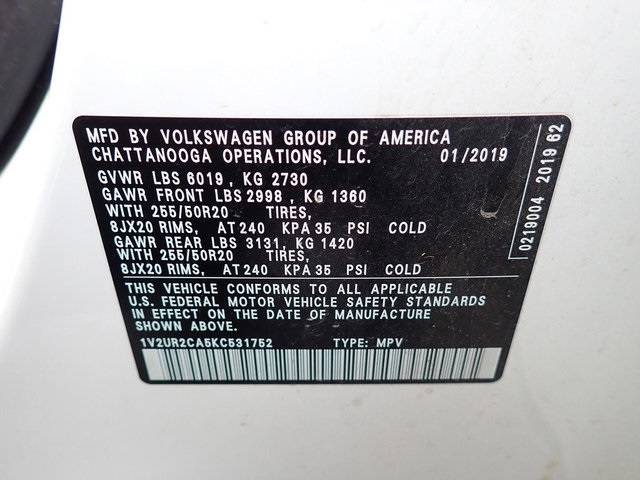 MFD BY VOLKSWAGEN GROUP OF AMERICA
CHATTANOOGA OPERATIONS, LLC. 01/2019
GVWR LBS 6019, KG 2730
GAWR FRONT LBS 2998, KG 1360
WITH 255/50R20 TIRES,
8JX20 RIMS, AT 240 KPA 35 PSI COLD
GAWR REAR LBS 3131, KG 1420
WITH 255/50R20 TIRES,
8JX20 RIMS, AT 240 KPA 35 PSI COLD
THIS VEHICLE CONFORMS TO ALL APPLICABLE
U.S. FEDERAL MOTOR VEHICLE SAFETY STANDARDS
IN EFFECT ON THE DATE OF MANUFACTURE
SHOWN ABOVE.
1V2UR2CA5KC531752 TYPE: MPV
0219004 2019 62